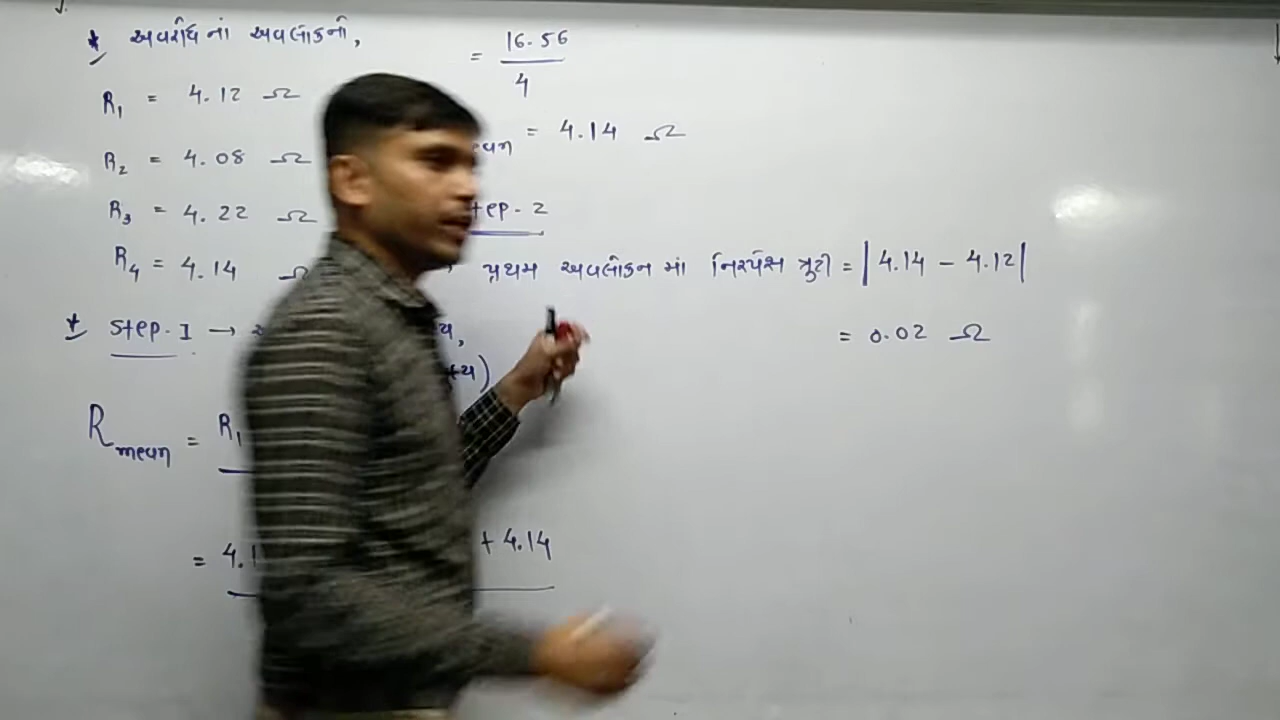 * અવરોધ નાં અવલોકનો,
R₁ = 4.12 Ω
R₂ = 4.08 Ω
R₃ = 4.22 Ω
R₄ = 4.14 Ω
* Step-I →
Rmean = R₁
= 4.1 + 4.14
= 16.56
4
= 4.14 Ω
Step-2
પ્રથમ અવલોકન માં નિરપેક્ષ ત્રુટી = |4.14 - 4.12|
= 0.02 Ω